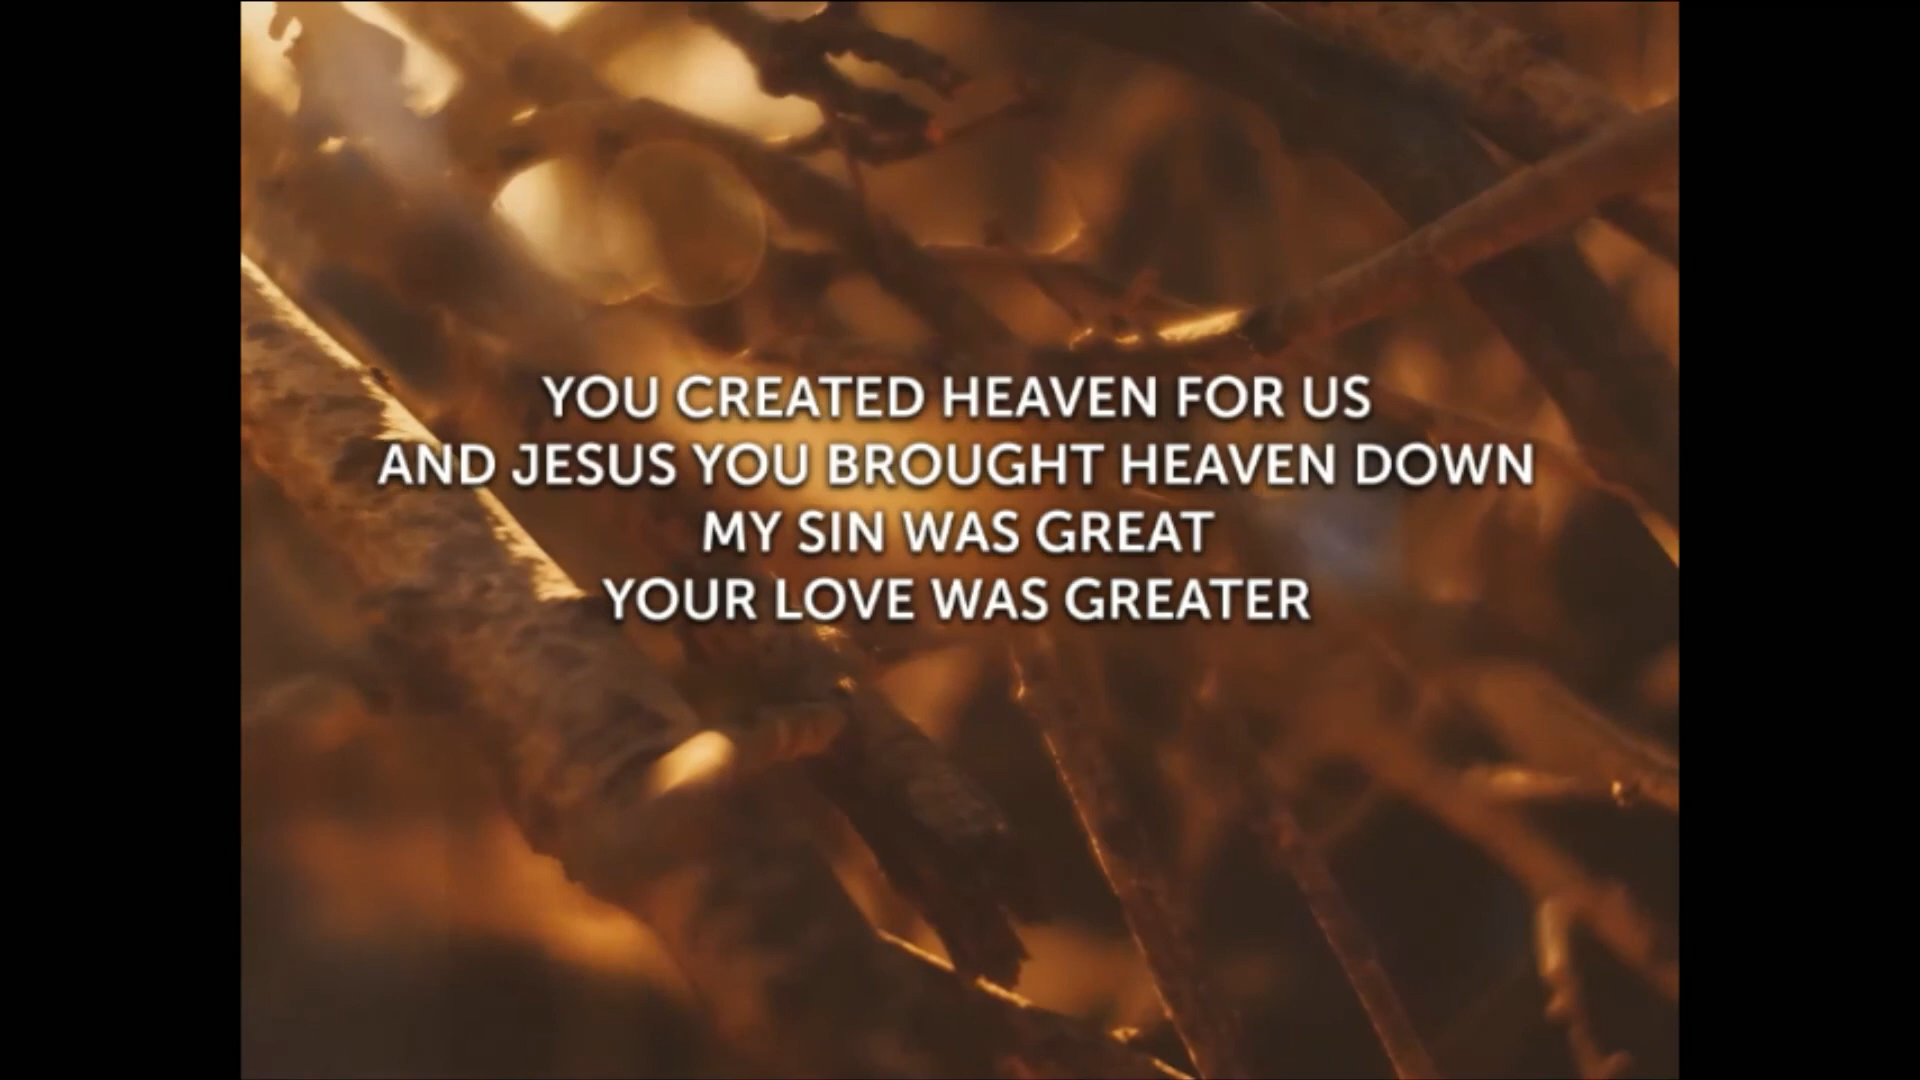 YOU CREATED HEAVEN FOR US
AND JESUS YOU BROUGHT HEAVEN DOWN
MY SIN WAS GREAT
YOUR LOVE WAS GREATER